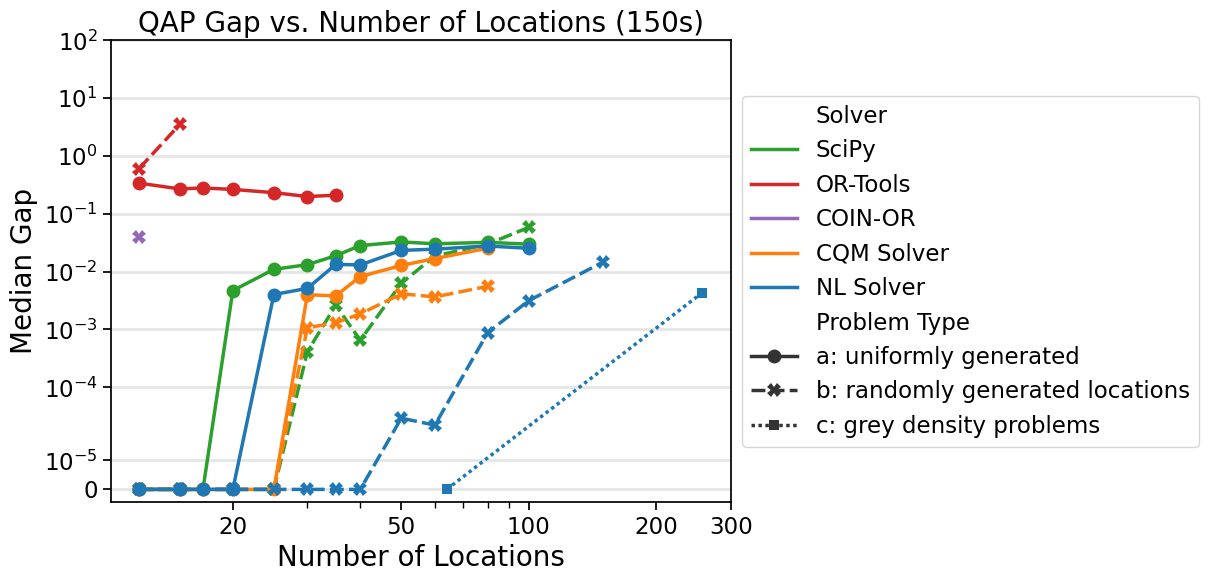 QAP Gap vs. Number of Locations (150s)
Median Gap
10²
10¹
10⁰
10⁻¹
10⁻²
10⁻³
10⁻⁴
10⁻⁵
0
20
50
100
200
300
Number of Locations
Solver
SciPy
OR-Tools
COIN-OR
CQM Solver
NL Solver
Problem Type
a: uniformly generated
b: randomly generated locations
c: grey density problems